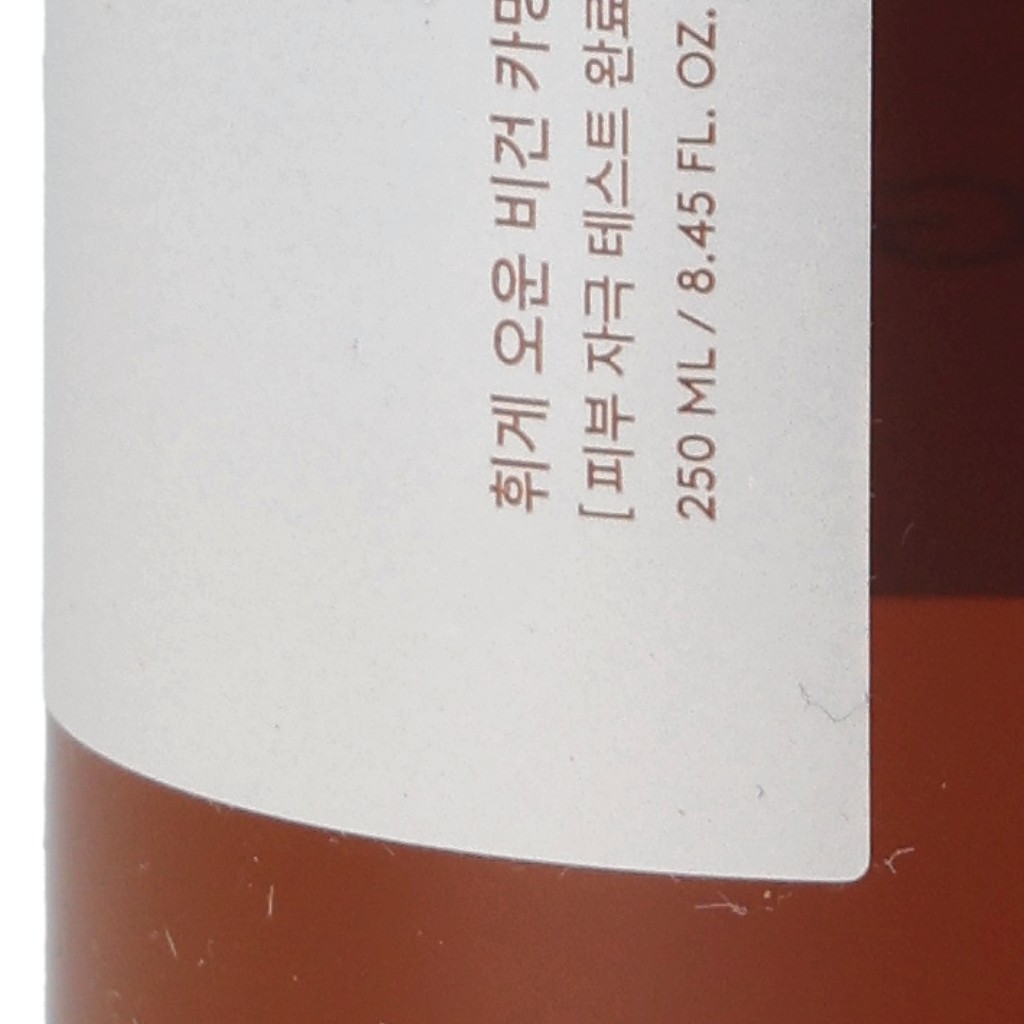 휘게 오운 비건
[피부 자극 테스트 완료
250 ML / 8.45 FL. OZ.